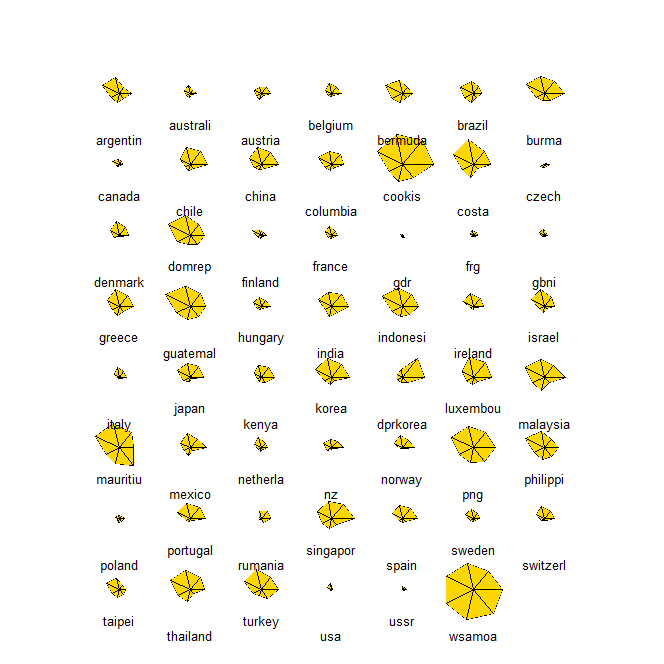 argentin australi austria belgium bermuda brazil burma
canada chile china columbia cookis costa czech
denmark domrep finland france gdr frg gbni
greece guatemal hungary india indonesi ireland israel
italy japan kenya korea dprkorea luxembou malaysia
mauritiu mexico netherla nz norway png philippi
poland portugal rumania singapor spain sweden switzerl
taipei thailand turkey usa ussr wsamoa